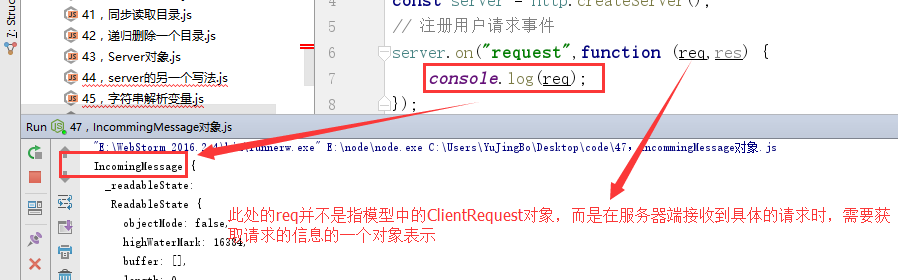 4 const server = http.createServer();
41，同步读取目录.js
5 // 注册用户请求事件
42，递归删除一个目录.js
6 server.on("request",function (req,res) {
43，Server对象.js
7 console.log(req);
44，server的另一个写法.js
8 });
45，字符串解析变量.js
7: Struc
Run 47，IncommingMessage对象.js
E:\node\node.exe C:\Users\YuJingBo\Desktop\code\47，IncommingMessage对象.js
IncomingMessage {
_readableState:
ReadableState {
objectMode: false,
highWaterMark: 16384,
buffer: [],
length: 0
此处的req并不是指模型中的ClientRequest对象，而是在服务器端接收到具体的请求时，需要获
取请求的信息的一个对象表示